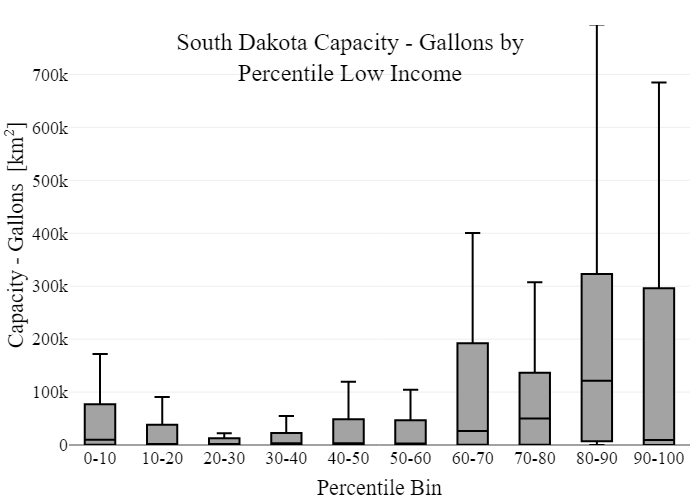 South Dakota Capacity - Gallons by
Percentile Low Income
Capacity - Gallons [km²]
700k
600k
500k
400k
300k
200k
100k
0
0-10 10-20 20-30 30-40 40-50 50-60 60-70 70-80 80-90 90-100
Percentile Bin